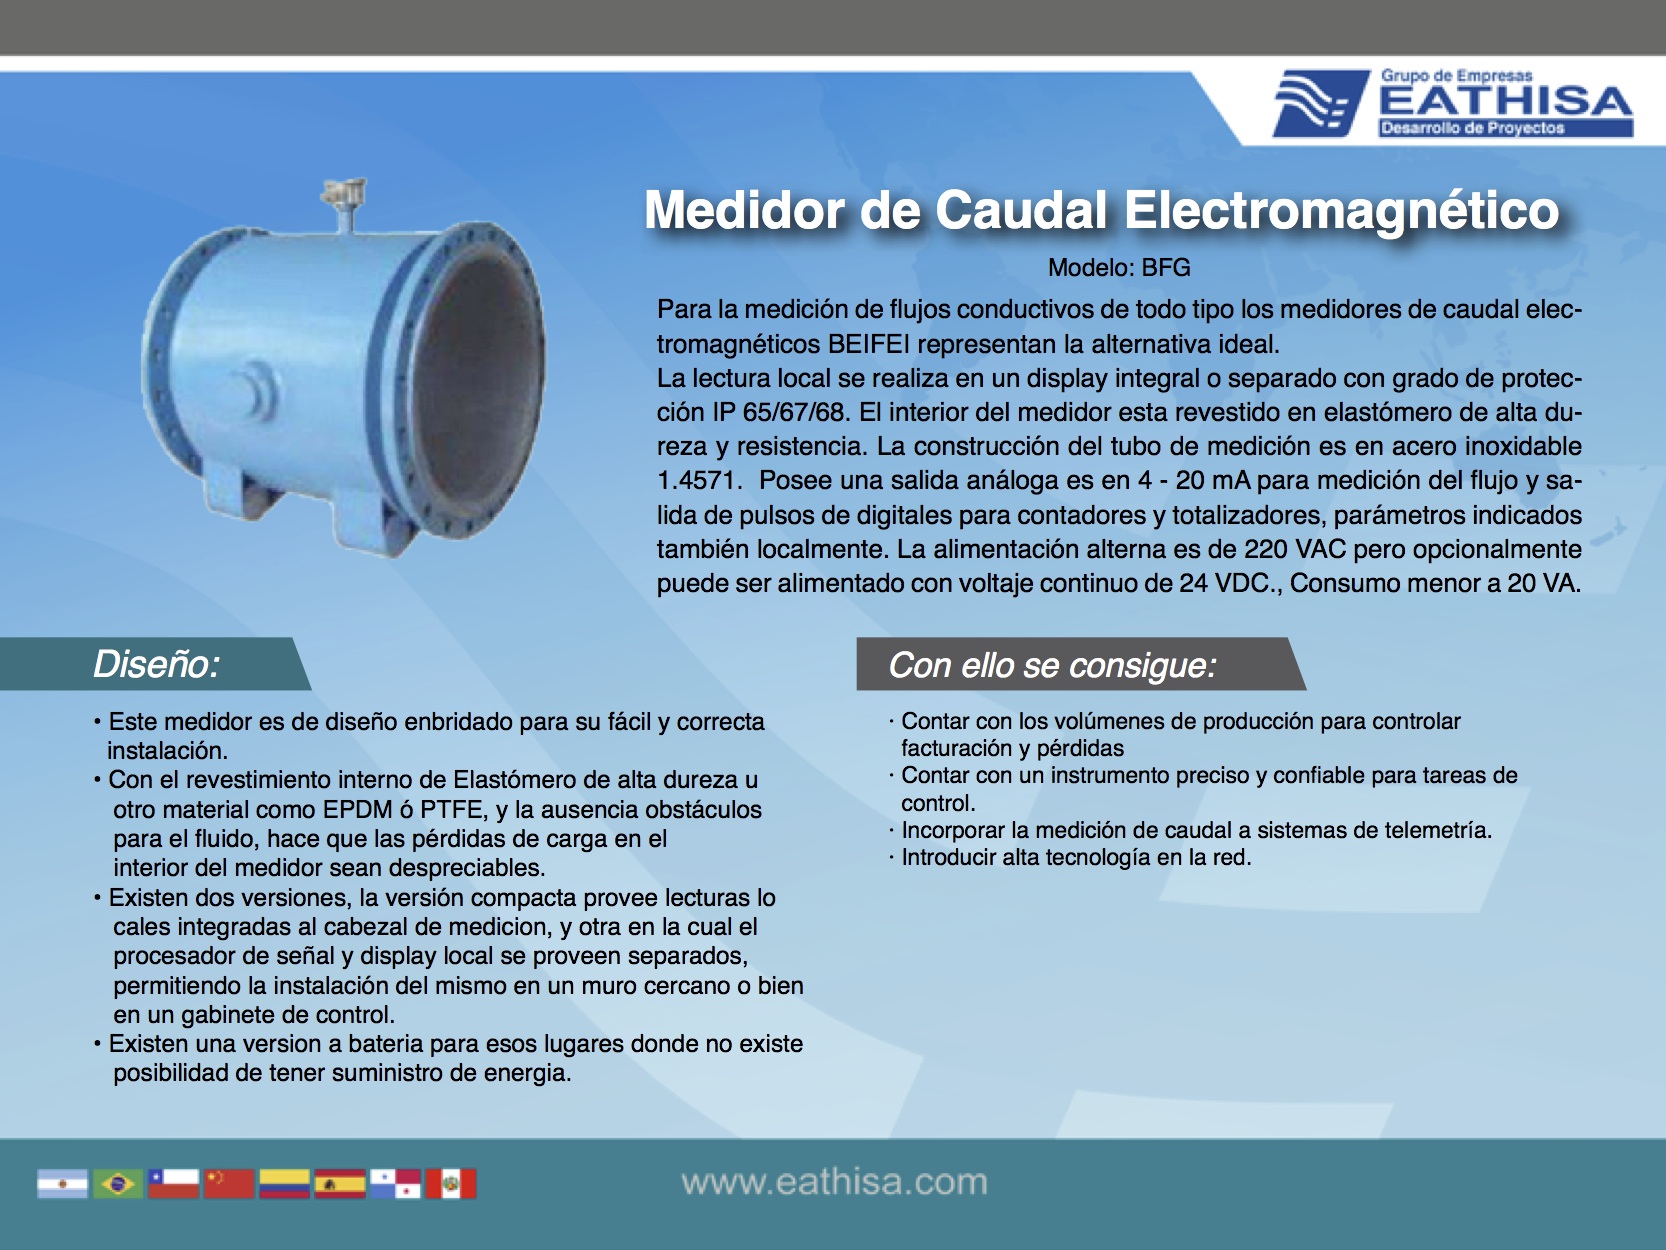 Grupo de Empresas
EATHISA
Desarrollo de Proyectos
Medidor de Caudal Electromagnético
Modelo: BFG
Para la medición de flujos conductivos de todo tipo los medidores de caudal elec-
tromagnéticos BEIFEI representan la alternativa ideal.
La lectura local se realiza en un display integral o separado con grado de protec-
ción IP 65/67/68. El interior del medidor esta revestido en elastómero de alta du-
reza y resistencia. La construcción del tubo de medición es en acero inoxidable
1.4571.  Posee una salida análoga es en 4 - 20 mA para medición del flujo y sa-
lida de pulsos de digitales para contadores y totalizadores, parámetros indicados
también localmente. La alimentación alterna es de 220 VAC pero opcionalmente
puede ser alimentado con voltaje continuo de 24 VDC., Consumo menor a 20 VA.
Diseño:
• Este medidor es de diseño enbridado para su fácil y correcta
instalación.
• Con el revestimiento interno de Elastómero de alta dureza u
otro material como EPDM ó PTFE, y la ausencia obstáculos
para el fluido, hace que las pérdidas de carga en el
interior del medidor sean despreciables.
• Existen dos versiones, la versión compacta provee lecturas lo
cales integradas al cabezal de medicion, y otra en la cual el
procesador de señal y display local se proveen separados,
permitiendo la instalación del mismo en un muro cercano o bien
en un gabinete de control.
• Existen una version a bateria para esos lugares donde no existe
posibilidad de tener suministro de energia.
Con ello se consigue:
· Contar con los volúmenes de producción para controlar
facturación y pérdidas
· Contar con un instrumento preciso y confiable para tareas de
control.
· Incorporar la medición de caudal a sistemas de telemetría.
· Introducir alta tecnología en la red.
www.eathisa.com